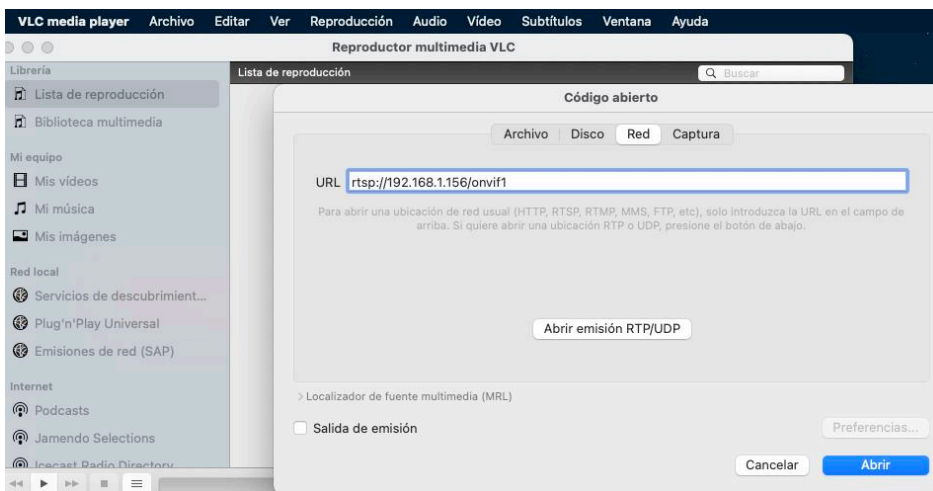 VLC media player Archivo Editar Ver Reproducción Audio Vídeo Subtítulos Ventana Ayuda
Reproductor multimedia VLC
Librería
Lista de reproducción
Biblioteca multimedia
Mi equipo
Mis vídeos
Mi música
Mis imágenes
Red local
Servicios de descubrimient...
Plug'n'Play Universal
Emisiones de red (SAP)
Internet
Podcasts
Jamendo Selections
Icecast Radio Directory
Lista de reproducción
Buscar
Código abierto
Archivo Disco Red Captura
URL rtsp://192.168.1.156/onvif1
Para abrir una ubicación de red usual (HTTP, RTSP, RTMP, MMS, FTP, etc), solo introduzca la URL en el campo de
arriba. Si quiere abrir una ubicación RTP o UDP, presione el botón de abajo.
Abrir emisión RTP/UDP
Localizador de fuente multimedia (MRL)
Salida de emisión
Preferencias...
Cancelar Abrir